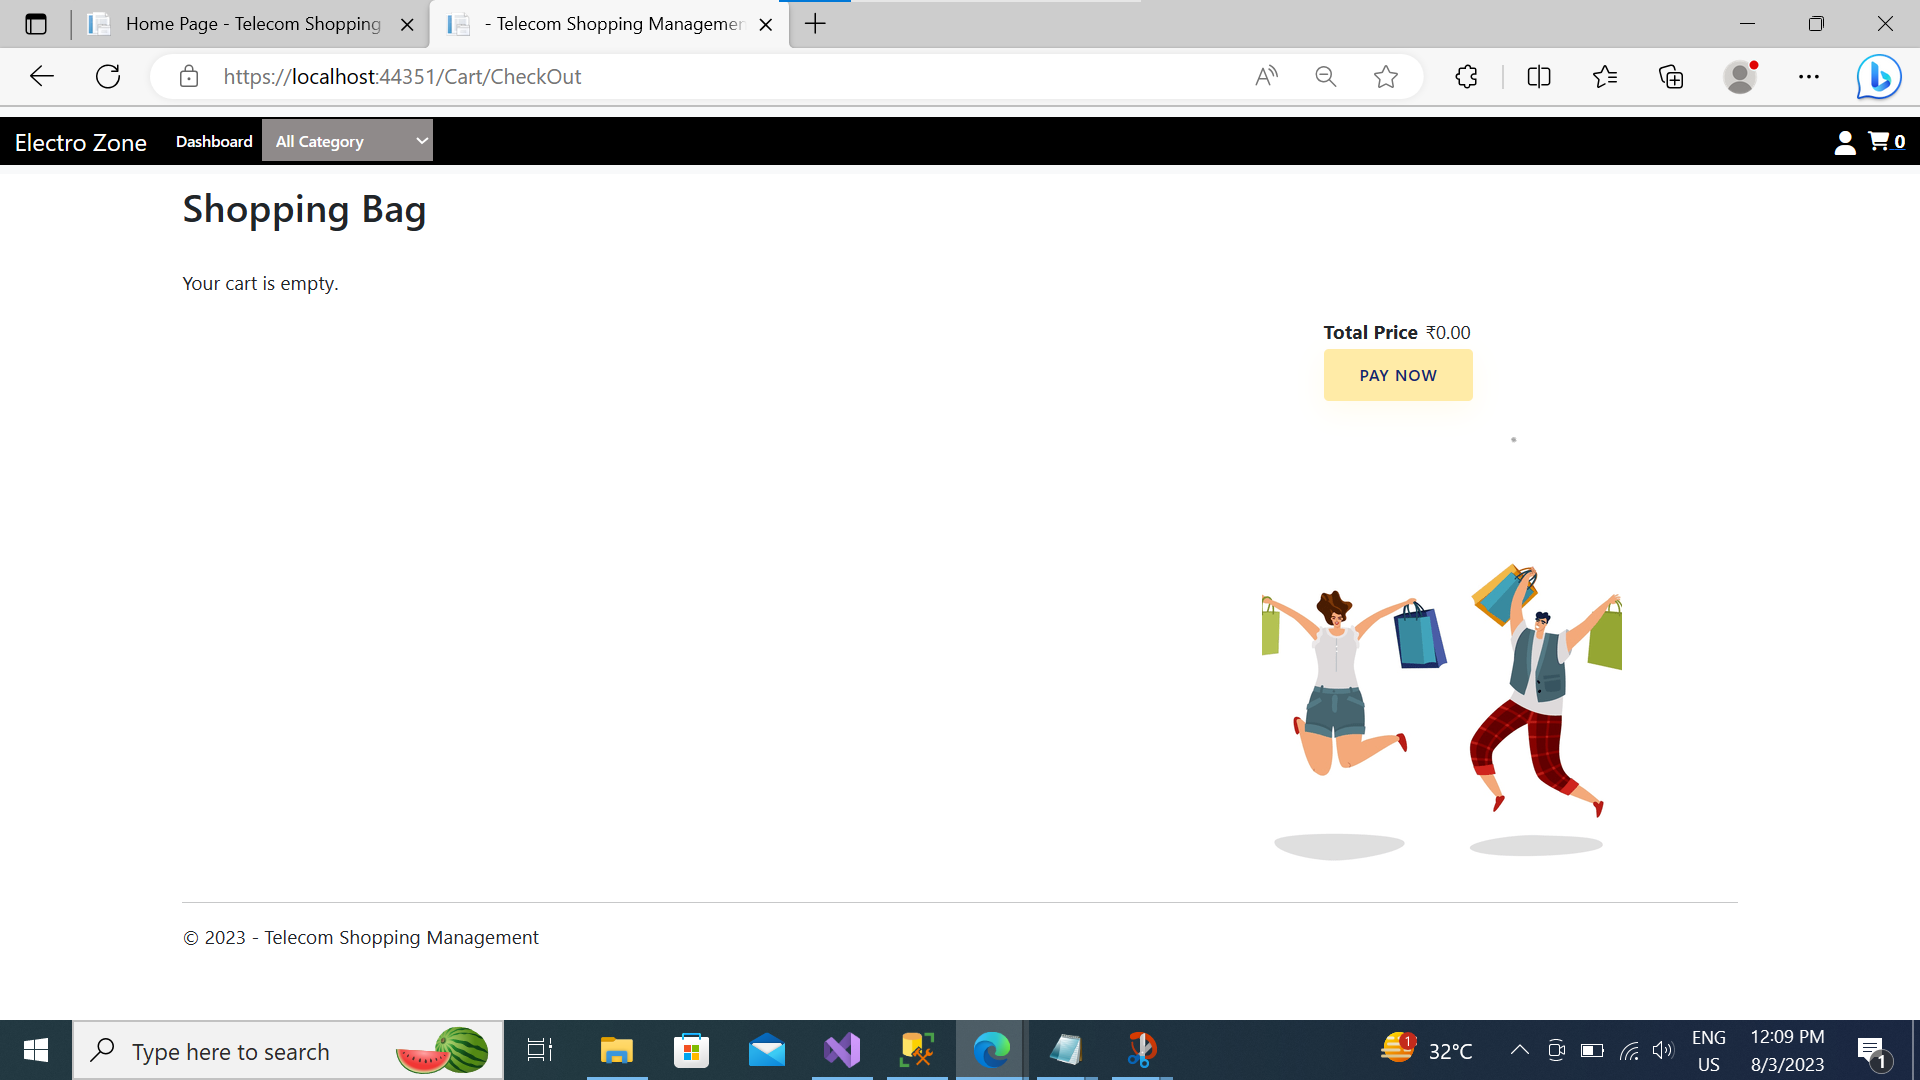 Home Page - Telecom Shopping
- Telecom Shopping Managemen
https://localhost:44351/Cart/CheckOut
Electro Zone
Dashboard
All Category
0
Shopping Bag
Your cart is empty.
Total Price ₹0.00
PAY NOW
© 2023 - Telecom Shopping Management
Type here to search
1
32°C
ENG
US
12:09 PM
8/3/2023
1